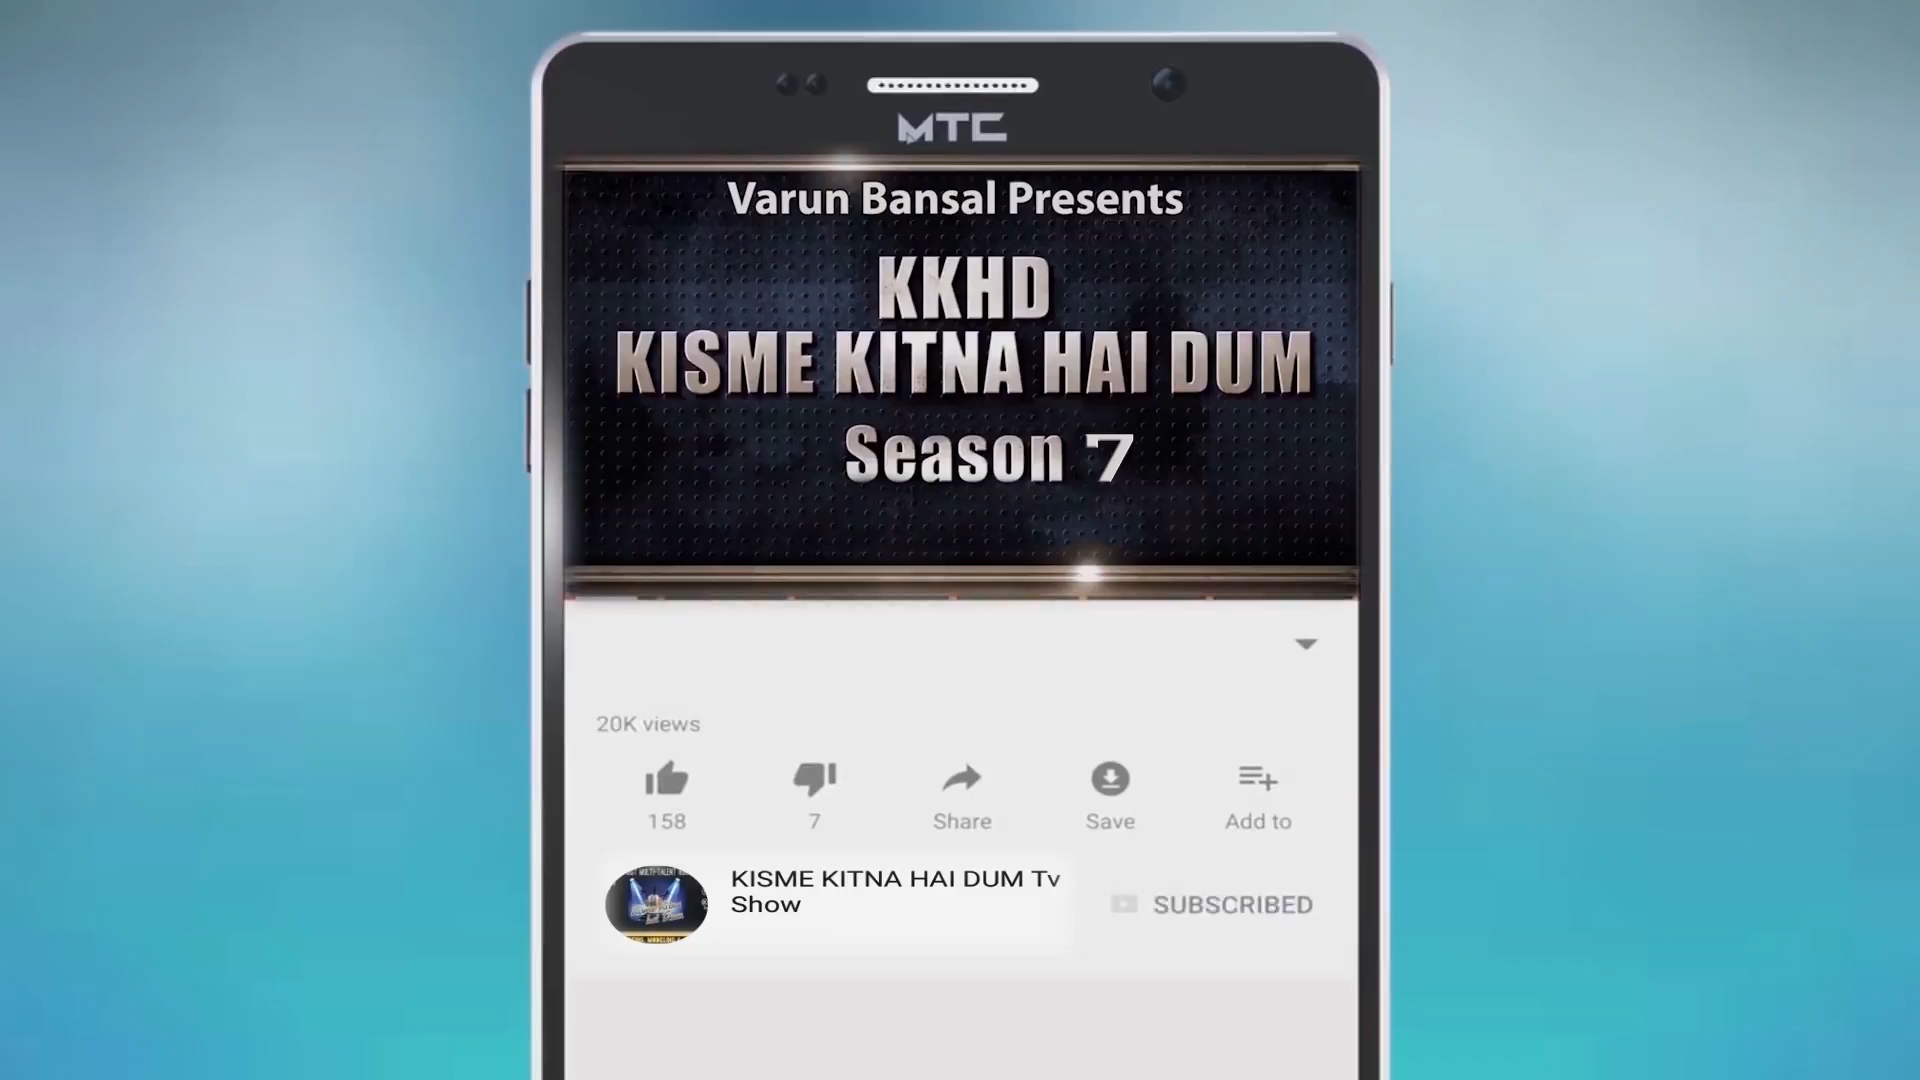 MTC
Varun Bansal Presents
KKHD
KISME KITNA HAI DUM
Season 7
20K views
158
7
Share
Save
Add to
KISME KITNA HAI DUM Tv
Show
SUBSCRIBED